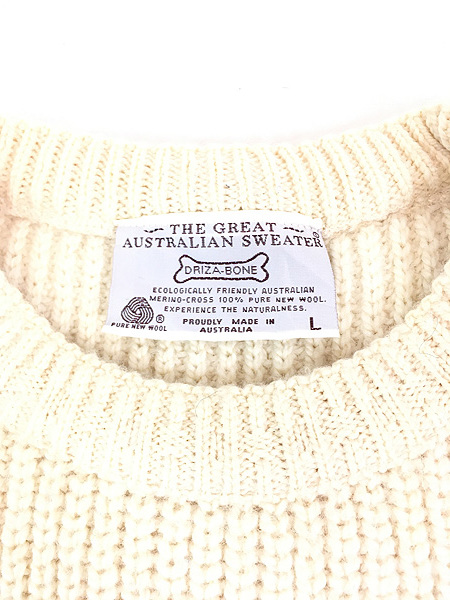 THE GREAT
AUSTRALIAN SWEATER®
DRIZA-BONE
ECOLOGICALLY FRIENDLY AUSTRALIAN
MERINO-CROSS 100% PURE NEW WOOL.
EXPERIENCE THE NATURALNESS.
®
PURE NEW WOOL
PROUDLY MADE IN
AUSTRALIA
L